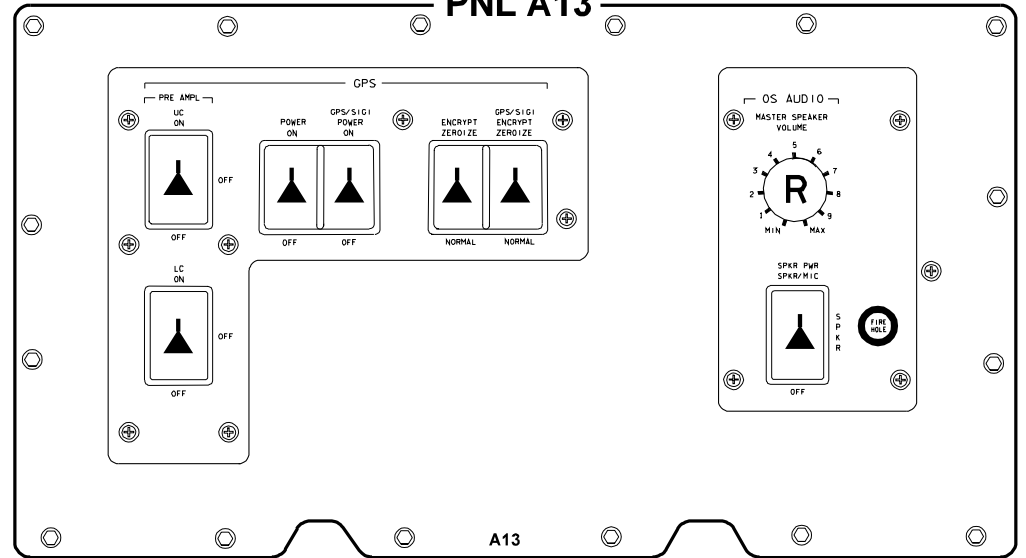 PNL A13
GPS
PRE AMPL
UC
ON
OFF
OFF
POWER
ON
OFF
GPS/SIGI
POWER
ON
OFF
ENCRYPT
ZEROIZE
NORMAL
GPS/SIGI
ENCRYPT
ZEROIZE
NORMAL
LC
ON
OFF
OFF
OS AUDIO
MASTER SPEAKER
VOLUME
MIN
1
2
3
4
5
6
7
8
9
MAX
R
SPKR PWR
SPKR/MIC
SPKR
OFF
FIRE
HOLE
A13